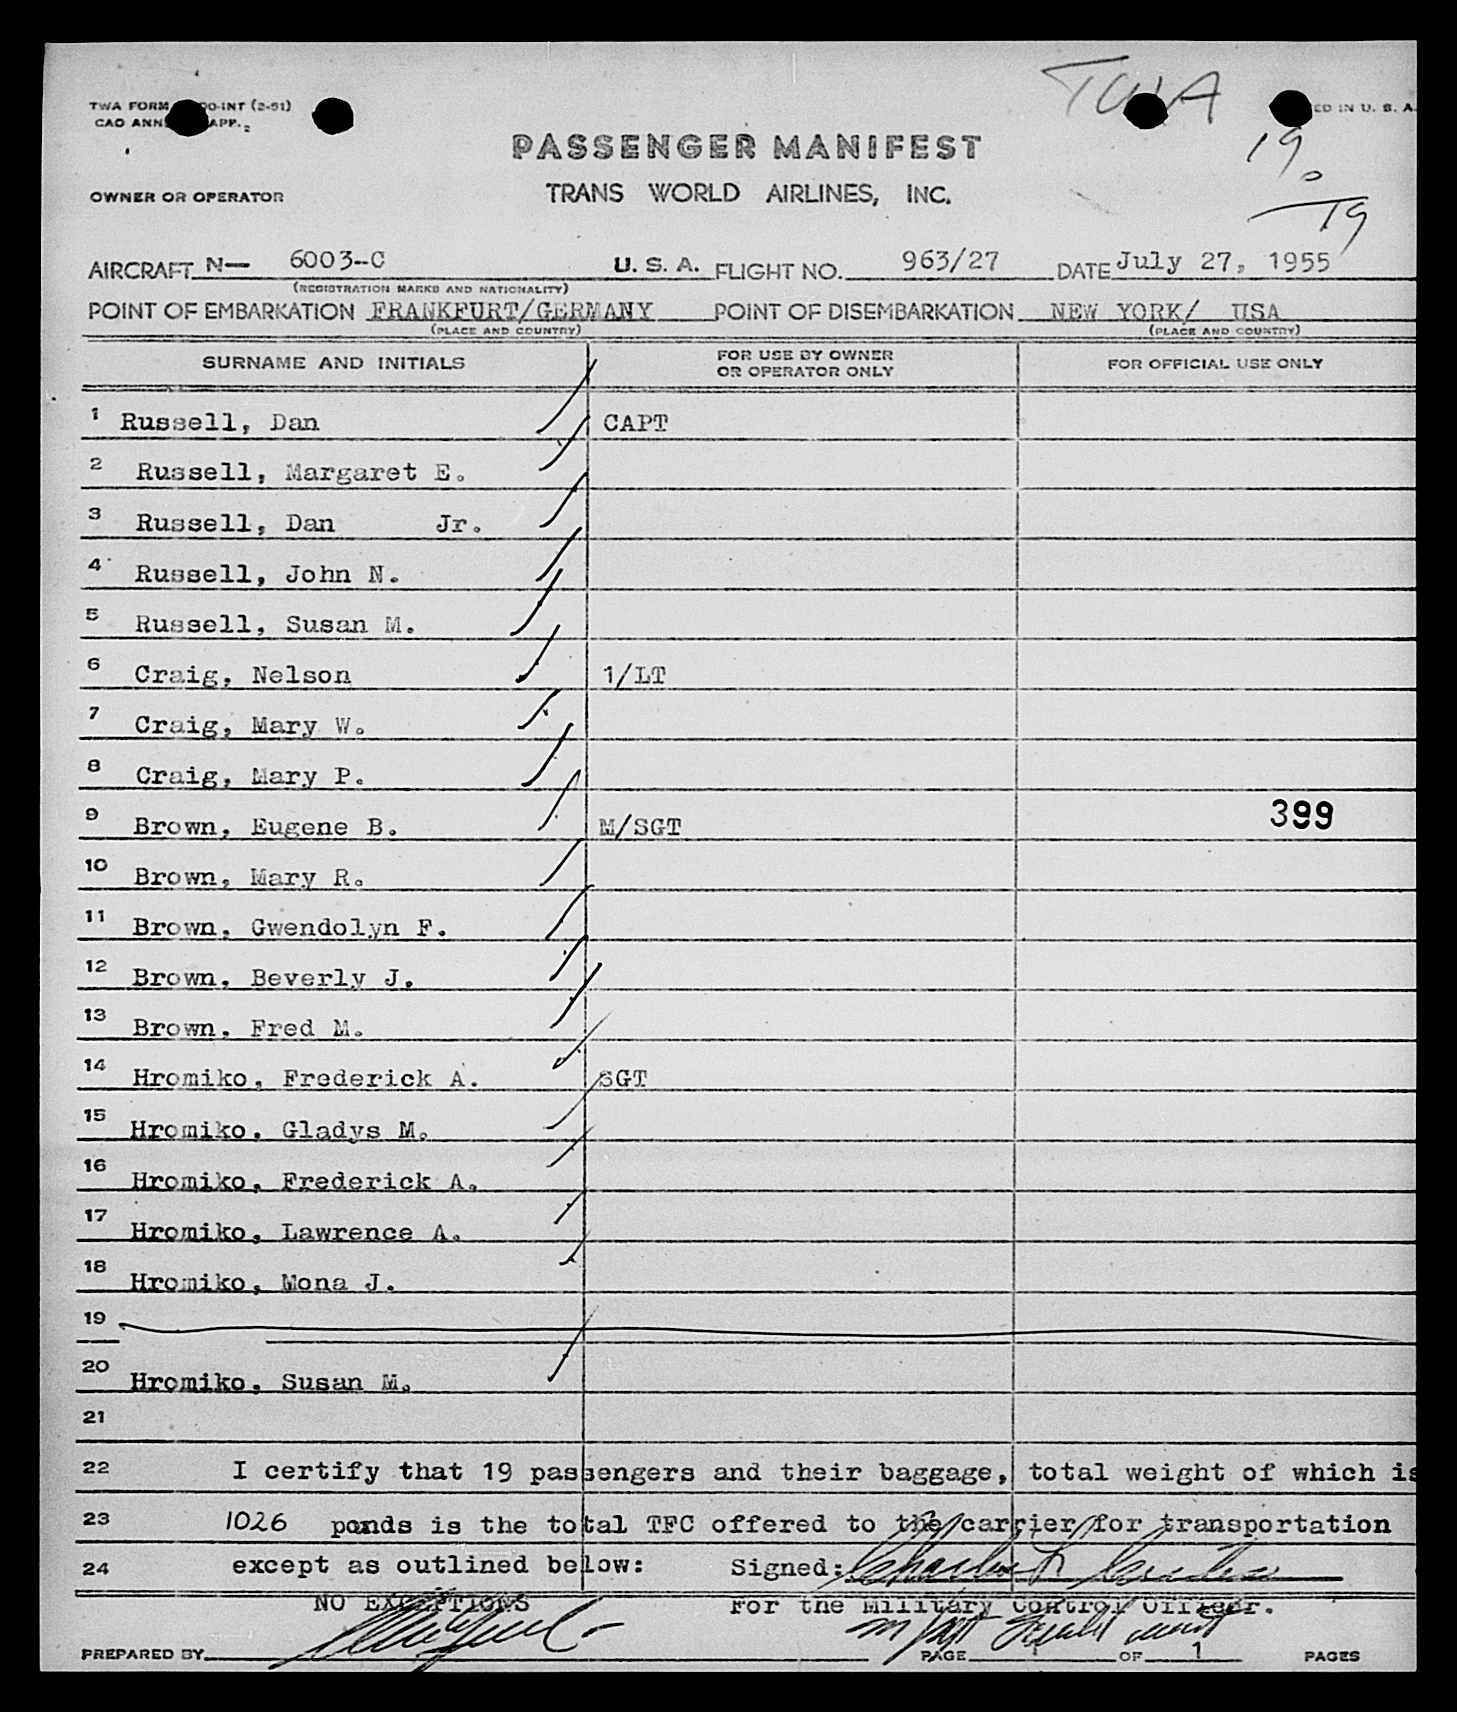 TWA
TWA FORM OO-INT (2-51)
CAO ANN APP. 2
ED IN U. S. A.
PASSENGER MANIFEST
19
0
19
OWNER OR OPERATOR
TRANS WORLD AIRLINES, INC.
AIRCRAFT N— 6003-C U. S. A. FLIGHT NO. 963/27 DATE July 27, 1955
(REGISTRATION MARKS AND NATIONALITY)
POINT OF EMBARKATION FRANKFURT/GERMANY POINT OF DISEMBARKATION NEW YORK/ USA
(PLACE AND COUNTRY) (PLACE AND COUNTRY)
SURNAME AND INITIALS FOR USE BY OWNER OR OPERATOR ONLY FOR OFFICIAL USE ONLY
1 Russell, Dan CAPT
2 Russell, Margaret E.
3 Russell, Dan Jr.
4 Russell, John N.
5 Russell, Susan M.
6 Craig, Nelson 1/LT
7 Craig, Mary W.
8 Craig, Mary P.
9 Brown, Eugene B. M/SGT 399
10 Brown, Mary R.
11 Brown, Gwendolyn F.
12 Brown, Beverly J.
13 Brown, Fred M.
14 Hromiko, Frederick A. SGT
15 Hromiko, Gladys M.
16 Hromiko, Frederick A.
17 Hromiko, Lawrence A.
18 Hromiko, Mona J.
19
20 Hromiko, Susan M.
21
22 I certify that 19 passengers and their baggage, total weight of which is
23 1026 ponds is the total TFC offered to the carrier for transportation
24 except as outlined below: Signed:
NO EXCEPTIONS For the Military Control Officer.
PREPARED BY PAGE 1 OF 1 PAGES